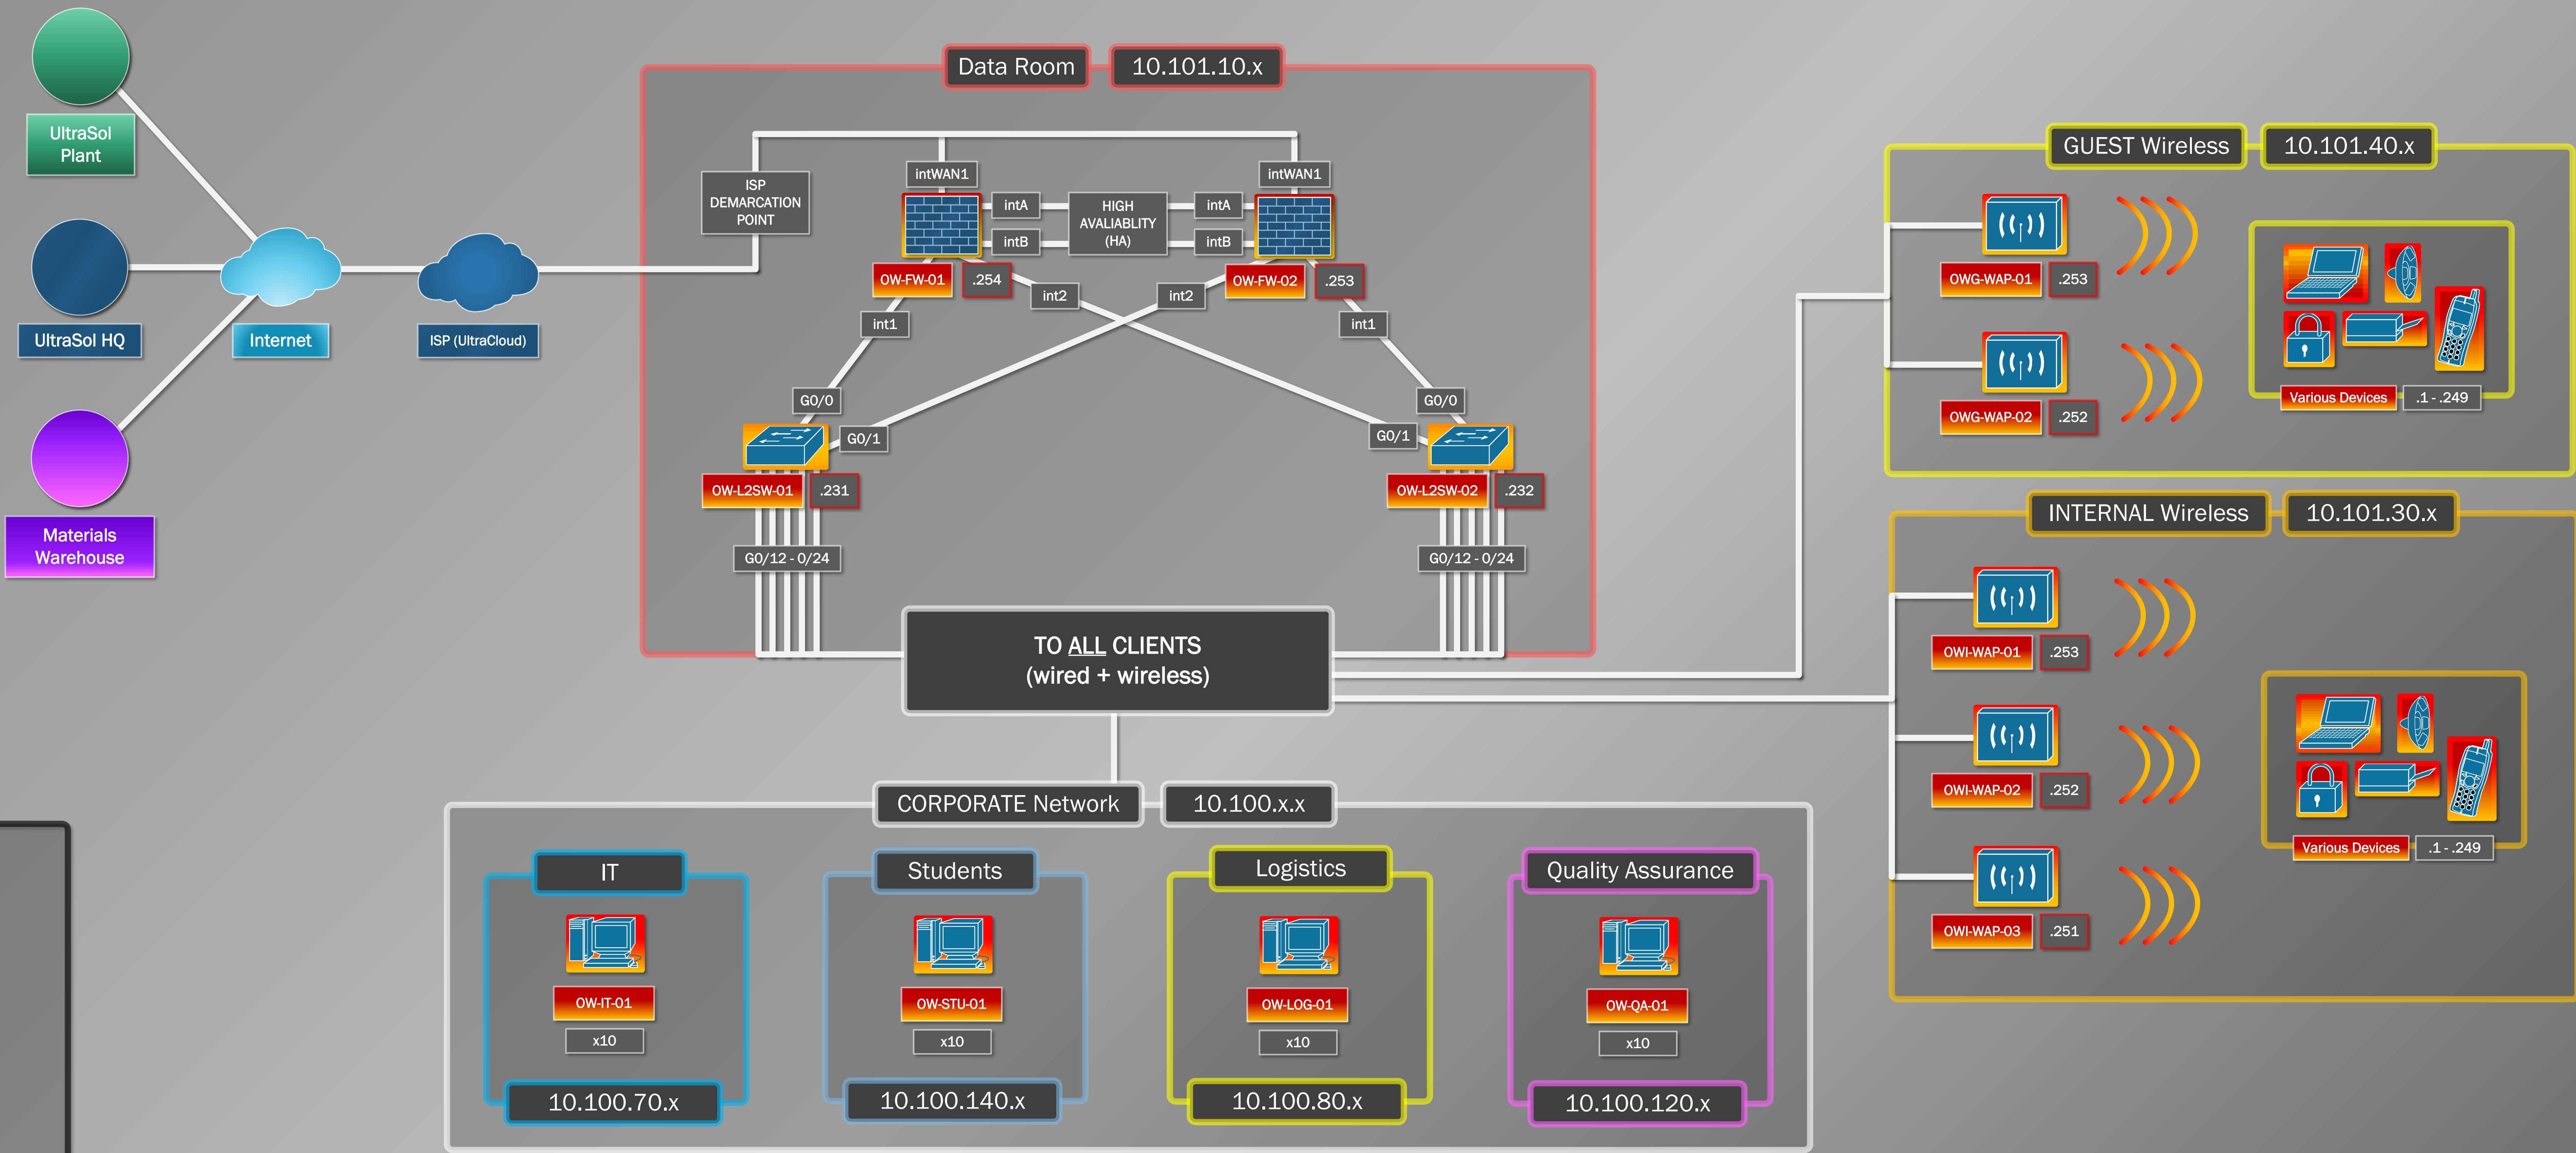 UltraSol
Plant
UltraSol HQ
Materials
Warehouse
Internet
ISP (UltraCloud)
Data Room
10.101.10.x
ISP
DEMARCATION
POINT
intWAN1
intWAN1
intA
intB
HIGH
AVALIABLITY
(HA)
intA
intB
OW-FW-01
.254
int2
int2
OW-FW-02
.253
int1
int1
G0/0
G0/1
G0/0
G0/1
OW-L2SW-01
.231
OW-L2SW-02
.232
G0/12 - 0/24
G0/12 - 0/24
TO ALL CLIENTS
(wired + wireless)
GUEST Wireless
10.101.40.x
OWG-WAP-01
.253
OWG-WAP-02
.252
Various Devices
.1 - .249
INTERNAL Wireless
10.101.30.x
OWI-WAP-01
.253
OWI-WAP-02
.252
OWI-WAP-03
.251
Various Devices
.1 - .249
CORPORATE Network
10.100.x.x
IT
OW-IT-01
x10
10.100.70.x
Students
OW-STU-01
x10
10.100.140.x
Logistics
OW-LOG-01
x10
10.100.80.x
Quality Assurance
OW-QA-01
x10
10.100.120.x